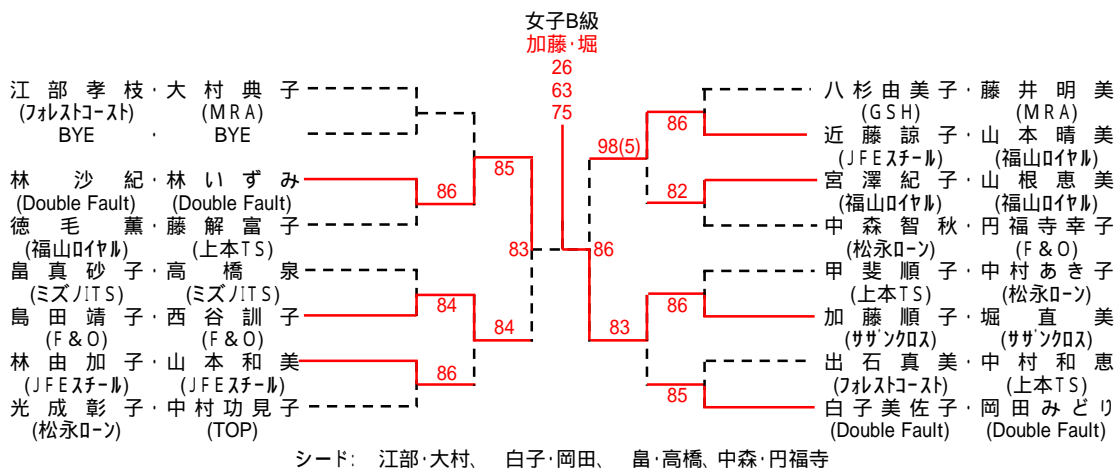 女子B級
加藤・堀
26
63
75
江部孝枝・大村典子
(フォレストコースト) (MRA)
BYE ・ BYE
林沙紀・林いずみ
(Double Fault) (Double Fault)
徳毛薫・藤解富子
(福山ロイヤル) (上本TS)
畠真砂子・高橋泉
(ミズノITS) (ミズノITS)
島田靖子・西谷訓子
(F&O) (F&O)
林由加子・山本和美
(JFEスチール) (JFEスチール)
光成彰子・中村功見子
(松永ローン) (TOP)
86
85
84
86
84
83
八杉由美子・藤井明美
(GSH) (MRA)
近藤諒子・山本晴美
(JFEスチール) (福山ロイヤル)
宮澤紀子・山根恵美
(福山ロイヤル) (福山ロイヤル)
中森智秋・円福寺幸子
(松永ローン) (F&O)
甲斐順子・中村あき子
(上本TS) (松永ローン)
加藤順子・堀直美
(サザンクロス) (サザンクロス)
出石真美・中村和恵
(フォレストコースト) (上本TS)
白子美佐子・岡田みどり
(Double Fault) (Double Fault)
86
98(5)
82
86
86
83
85
シード: 江部・大村、 白子・岡田、 畠・高橋、中森・円福寺